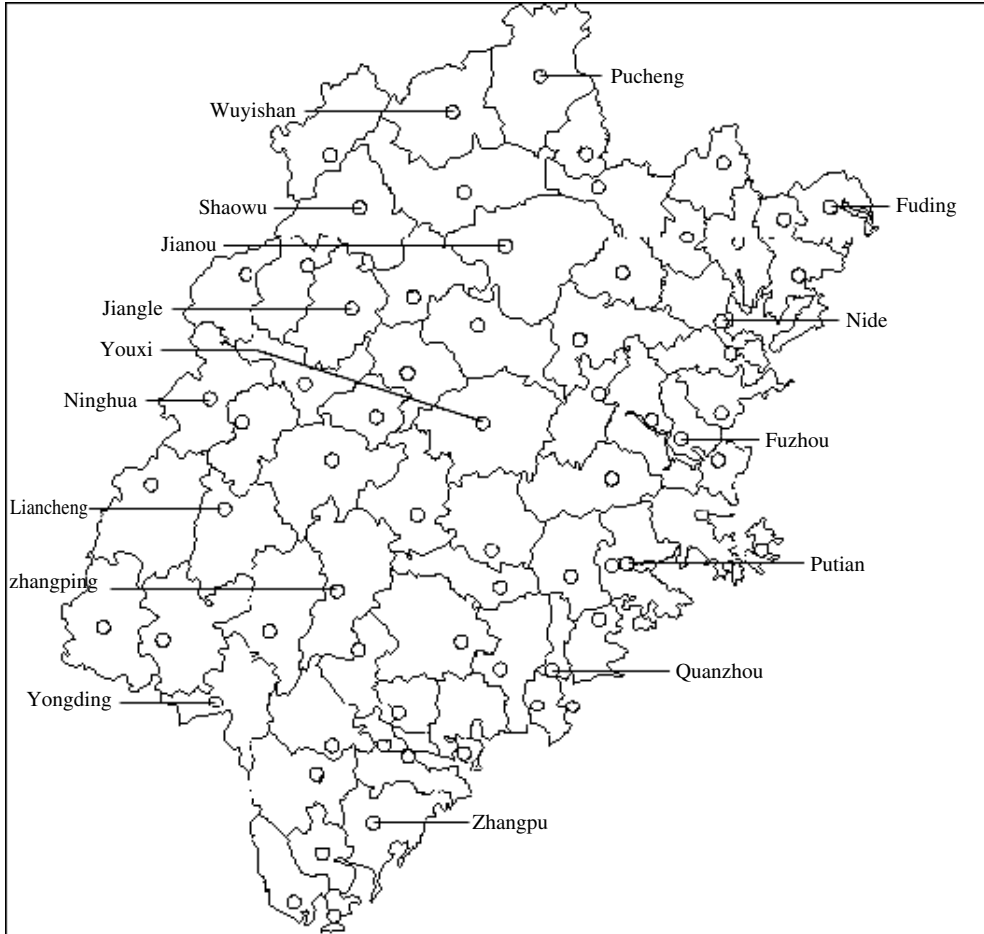 Pucheng
Wuyishan
Shaowu
Fuding
Jianou
Jiangle
Nide
Youxi
Ninghua
Fuzhou
Liancheng
zhangping
Putian
Quanzhou
Yongding
Zhangpu